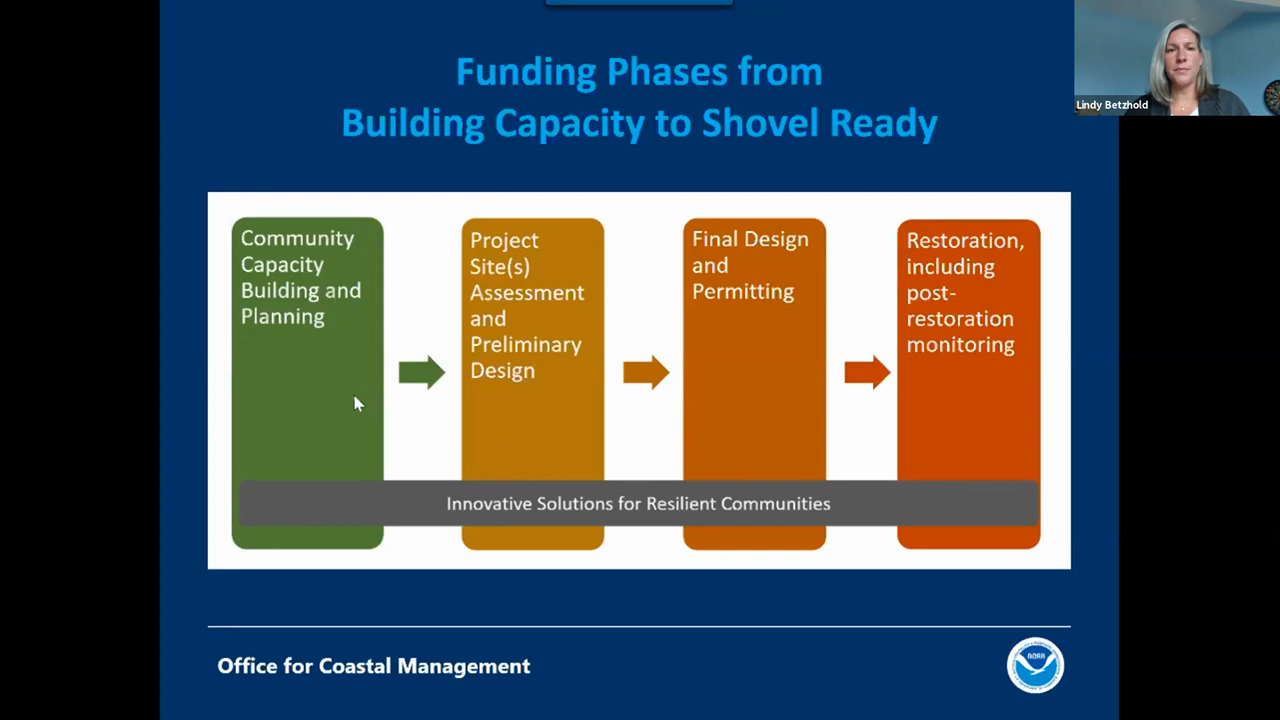 Funding Phases from
Building Capacity to Shovel Ready
Lindy Betzhold
Community
Capacity
Building and
Planning
Project
Site(s)
Assessment
and
Preliminary
Design
Final Design
and
Permitting
Restoration,
including
post-
restoration
monitoring
Innovative Solutions for Resilient Communities
Office for Coastal Management
NOAA